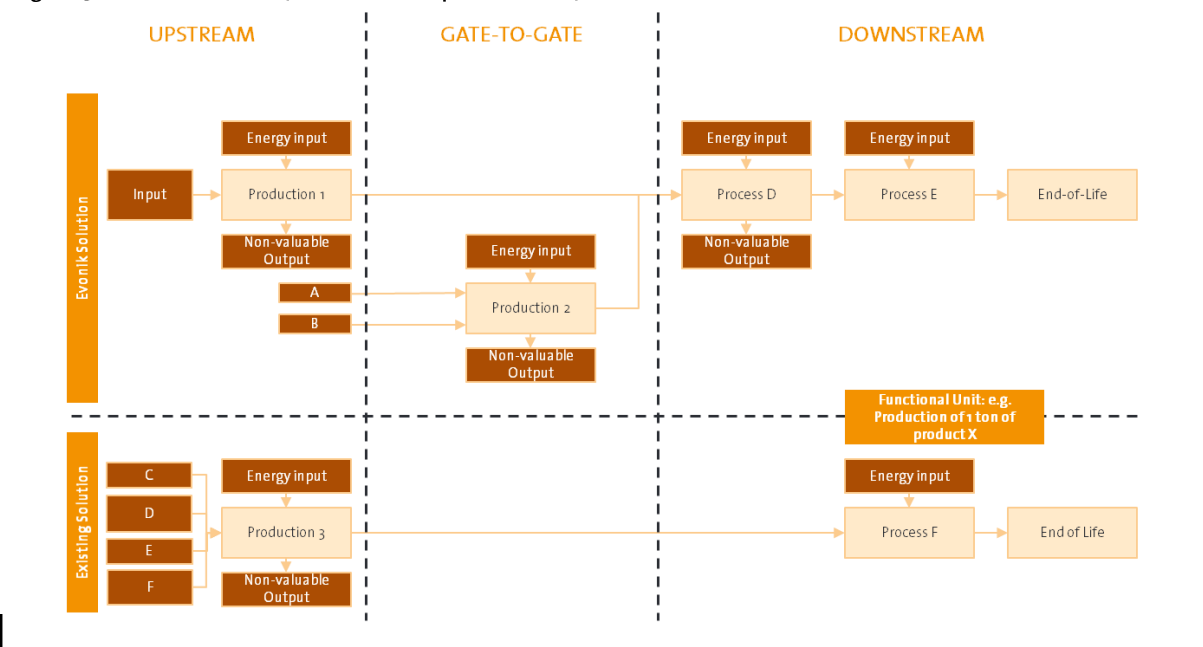 UPSTREAM
GATE-TO-GATE
DOWNSTREAM
Evonik Solution
Energy input
Energy input
Energy input
Input
Production 1
Process D
Process E
End-of-Life
Non-valuable
Output
Non-valuable
Output
Energy input
A
B
Production 2
Non-valuable
Output
Functional Unit: e.g.
Production of 1 ton of
product X
Existing Solution
C
D
E
F
Energy input
Energy input
Production 3
Process F
End of Life
Non-valuable
Output